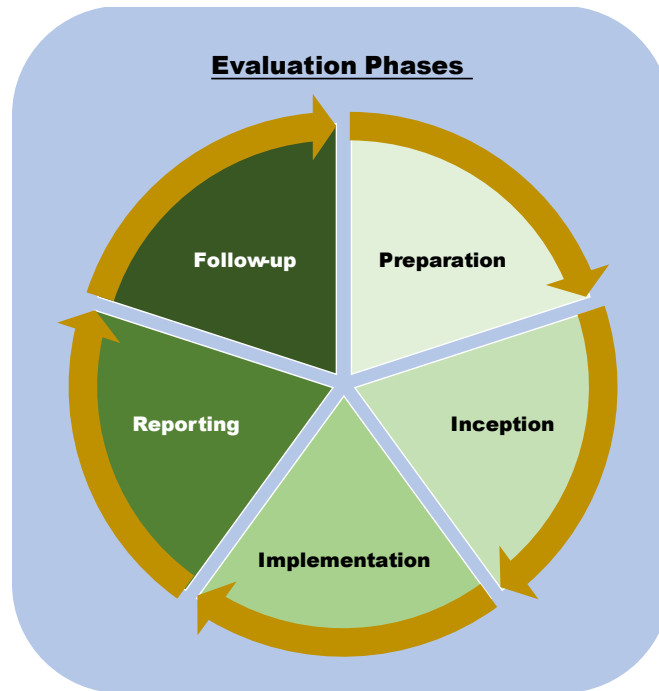 Evaluation Phases
Preparation
Inception
Implementation
Reporting
Follow-up